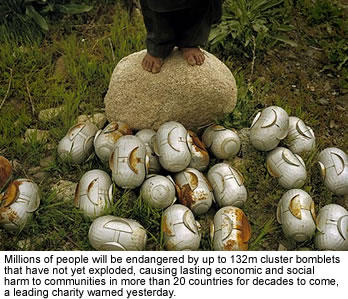 Millions of people will be endangered by up to 132m cluster bomblets
that have not yet exploded, causing lasting economic and social
harm to communities in more than 20 countries for decades to come,
a leading charity warned yesterday.